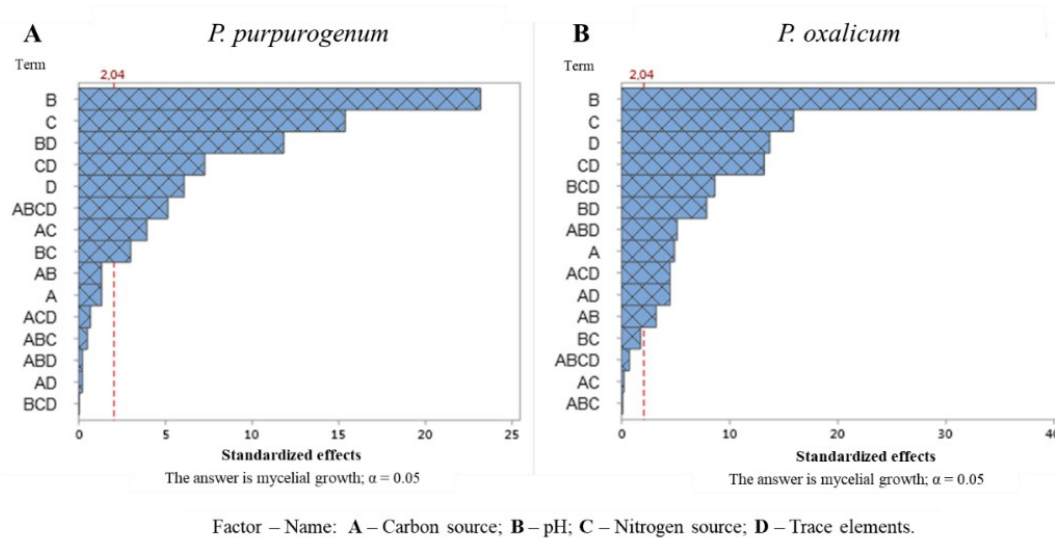 A
P. purpurogenum
Term
2,04
B
C
BD
CD
D
ABCD
AC
BC
AB
A
ACD
ABC
ABD
AD
BCD
0 5 10 15 20 25
Standardized effects
The answer is mycelial growth; α = 0.05
B
P. oxalicum
Term
2,04
B
C
D
CD
BCD
BD
ABD
A
ACD
AD
AB
BC
ABCD
AC
ABC
0 10 20 30 40
Standardized effects
The answer is mycelial growth; α = 0.05
Factor – Name: A – Carbon source; B – pH; C – Nitrogen source; D – Trace elements.